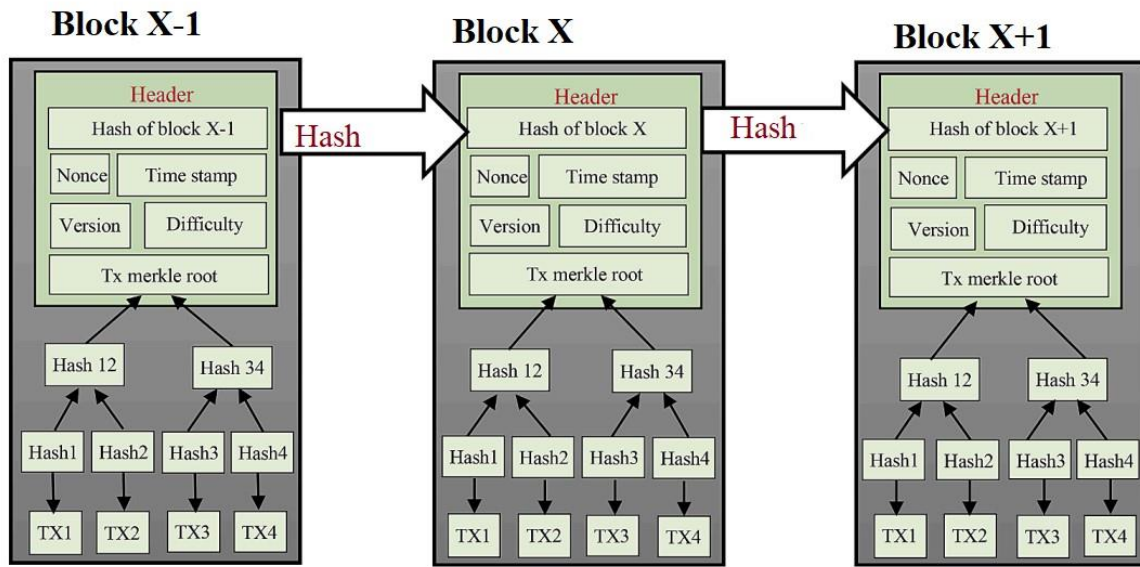 Block X-1
Header
Hash of block X-1
Nonce
Time stamp
Version
Difficulty
Tx merkle root
Hash 12
Hash 34
Hash1
Hash2
Hash3
Hash4
TX1
TX2
TX3
TX4
Hash
Block X
Header
Hash of block X
Nonce
Time stamp
Version
Difficulty
Tx merkle root
Hash 12
Hash 34
Hash1
Hash2
Hash3
Hash4
TX1
TX2
TX3
TX4
Hash
Block X+1
Header
Hash of block X+1
Nonce
Time stamp
Version
Difficulty
Tx merkle root
Hash 12
Hash 34
Hash1
Hash2
Hash3
Hash4
TX1
TX2
TX3
TX4